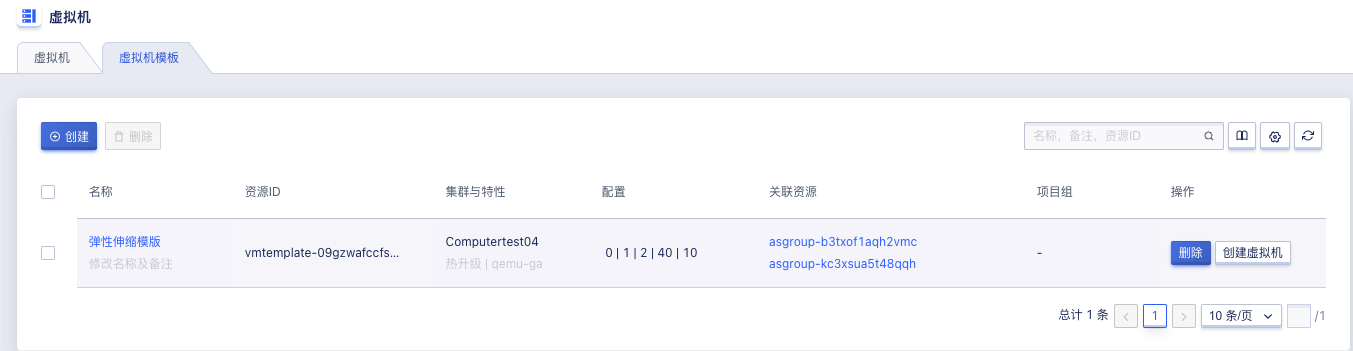 虚拟机
虚拟机 虚拟机模板
创建 删除 名称，备注，资源ID
名称 资源ID 集群与特性 配置 关联资源 项目组 操作
弹性伸缩模版 Computertest04 asgroup-b3txof1aqh2vmc
vmtemplate-09gzwafccfs... 0 | 1 | 2 | 40 | 10 - 删除 创建虚拟机
修改名称及备注 热升级 | qemu-ga asgroup-kc3xsua5t48qqh
总计 1 条 < 1 > 10 条/页 /1